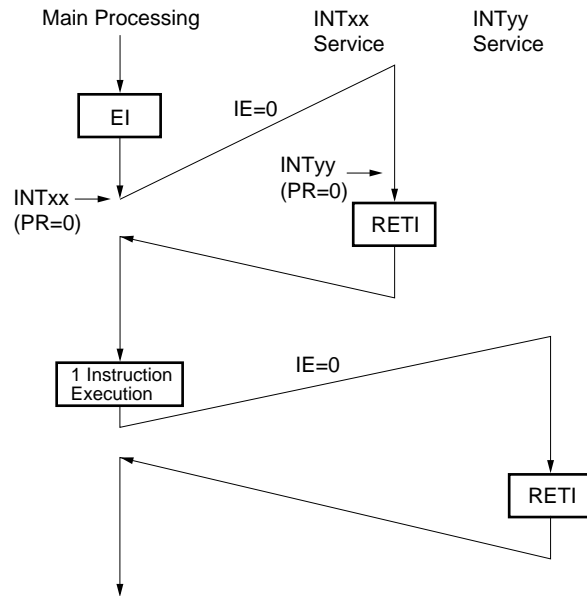 Main Processing
INTxx
Service
INTyy
Service
EI
IE=0
INTxx
(PR=0)
INTyy
(PR=0)
RETI
1 Instruction
Execution
IE=0
RETI